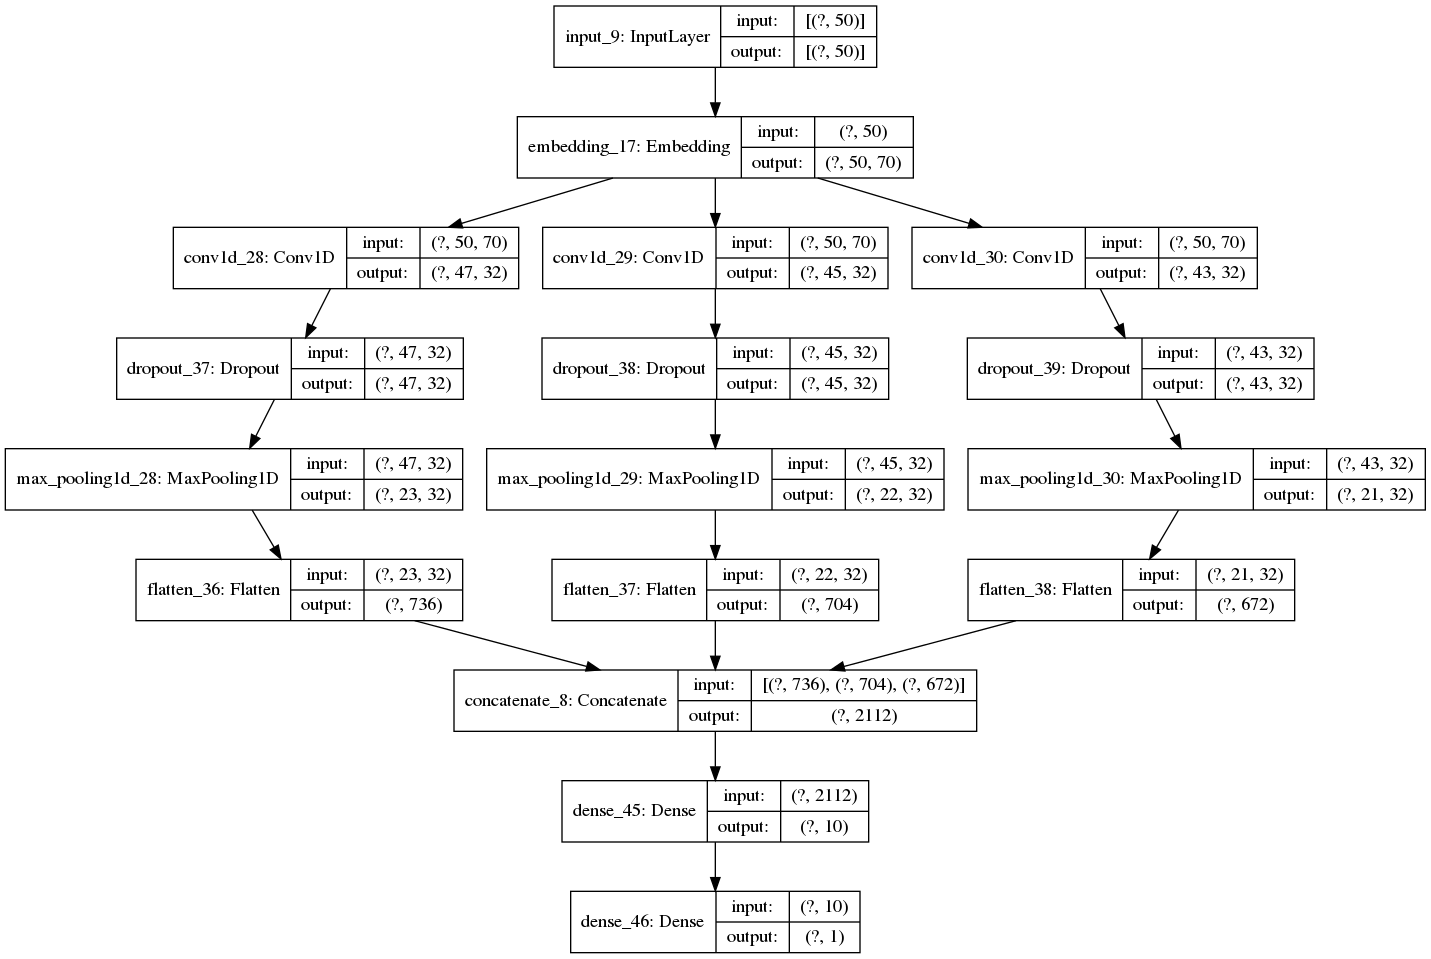 input_9: InputLayer input: [(?, 50)]
output: [(?, 50)]
embedding_17: Embedding input: (?, 50)
output: (?, 50, 70)
conv1d_28: Conv1D input: (?, 50, 70)
output: (?, 47, 32)
conv1d_29: Conv1D input: (?, 50, 70)
output: (?, 45, 32)
conv1d_30: Conv1D input: (?, 50, 70)
output: (?, 43, 32)
dropout_37: Dropout input: (?, 47, 32)
output: (?, 47, 32)
dropout_38: Dropout input: (?, 45, 32)
output: (?, 45, 32)
dropout_39: Dropout input: (?, 43, 32)
output: (?, 43, 32)
max_pooling1d_28: MaxPooling1D input: (?, 47, 32)
output: (?, 23, 32)
max_pooling1d_29: MaxPooling1D input: (?, 45, 32)
output: (?, 22, 32)
max_pooling1d_30: MaxPooling1D input: (?, 43, 32)
output: (?, 21, 32)
flatten_36: Flatten input: (?, 23, 32)
output: (?, 736)
flatten_37: Flatten input: (?, 22, 32)
output: (?, 704)
flatten_38: Flatten input: (?, 21, 32)
output: (?, 672)
concatenate_8: Concatenate input: [(?, 736), (?, 704), (?, 672)]
output: (?, 2112)
dense_45: Dense input: (?, 2112)
output: (?, 10)
dense_46: Dense input: (?, 10)
output: (?, 1)